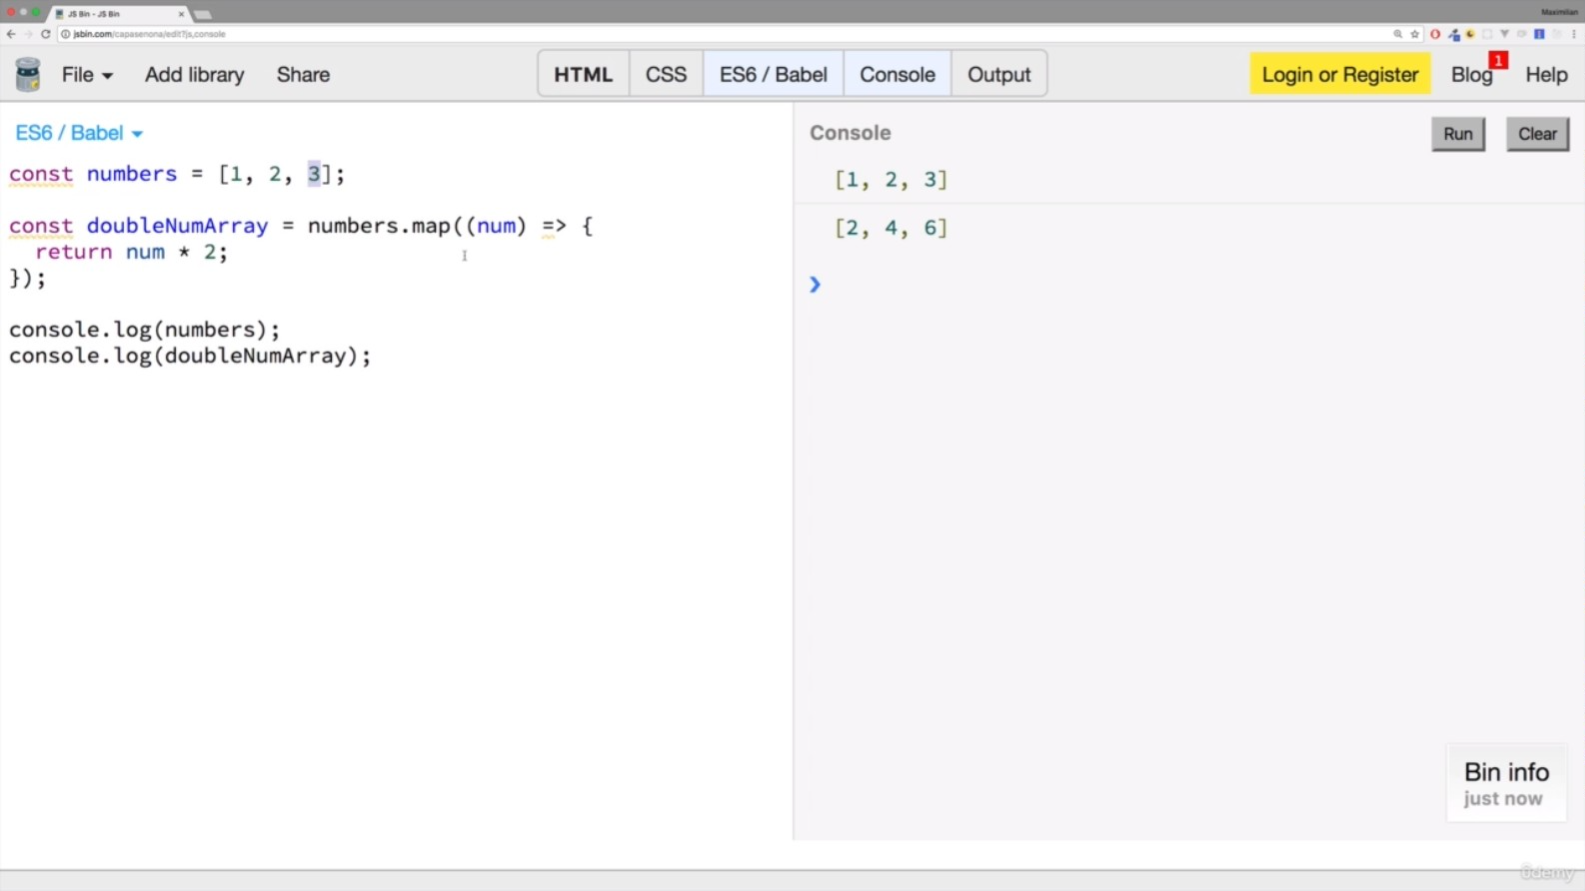 JS Bin - JS Bin
Maximilian
jsbin.com/capasenona/edit?js,console
File
Add library
Share
HTML
CSS
ES6 / Babel
Console
Output
Login or Register
Blog
1
Help
ES6 / Babel
const numbers = [1, 2, 3];
const doubleNumArray = numbers.map((num) => {
return num * 2;
});
console.log(numbers);
console.log(doubleNumArray);
Console
Run
Clear
[1, 2, 3]
[2, 4, 6]
Bin info
just now
ûdemy